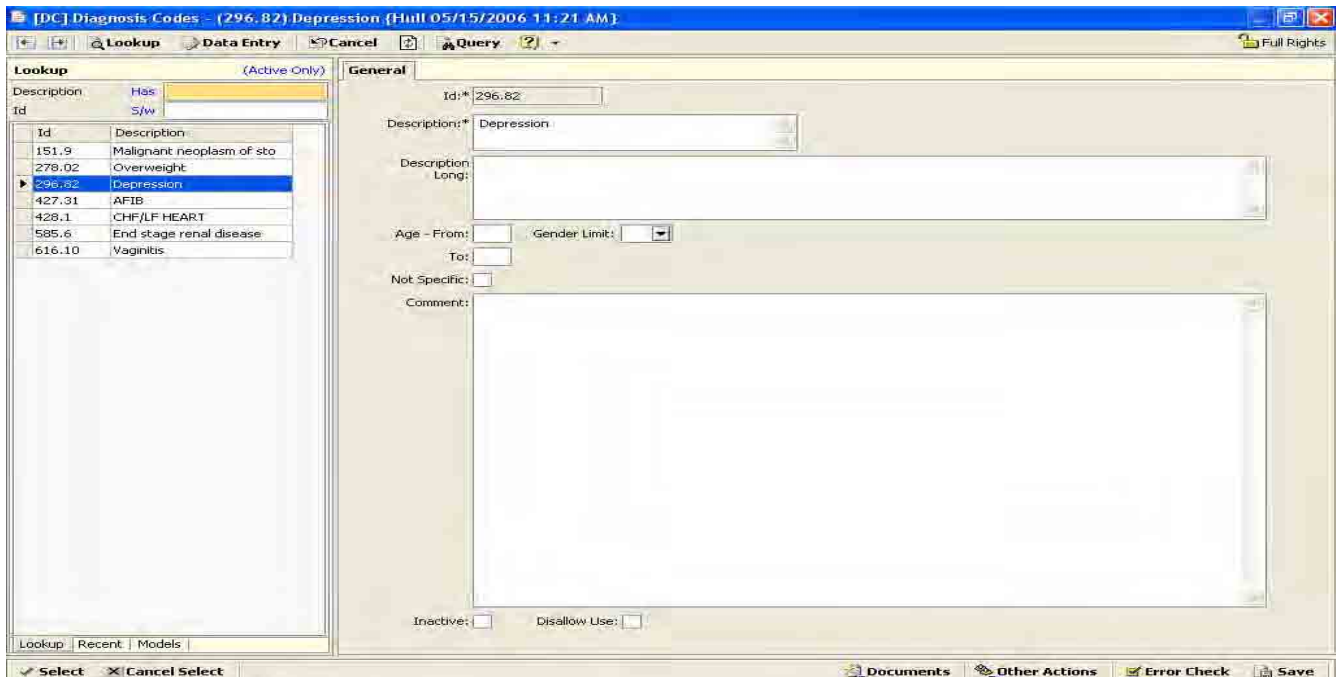 [DC] Diagnosis Codes - (296.82) Depression {Hull 05/15/2006 11:21 AM}
Lookup Data Entry Cancel Query Full Rights
Lookup (Active Only)
Description Has
Id S/w
Id Description
151.9 Malignant neoplasm of sto
278.02 Overweight
296.82 Depression
427.31 AFIB
428.1 CHF/LF HEART
585.6 End stage renal disease
616.10 Vaginitis
Lookup Recent Models
General
Id:* 296.82
Description:* Depression
Description
Long:
Age - From: Gender Limit:
To:
Not Specific:
Comment:
Inactive: Disallow Use:
Select Cancel Select Documents Other Actions Error Check Save